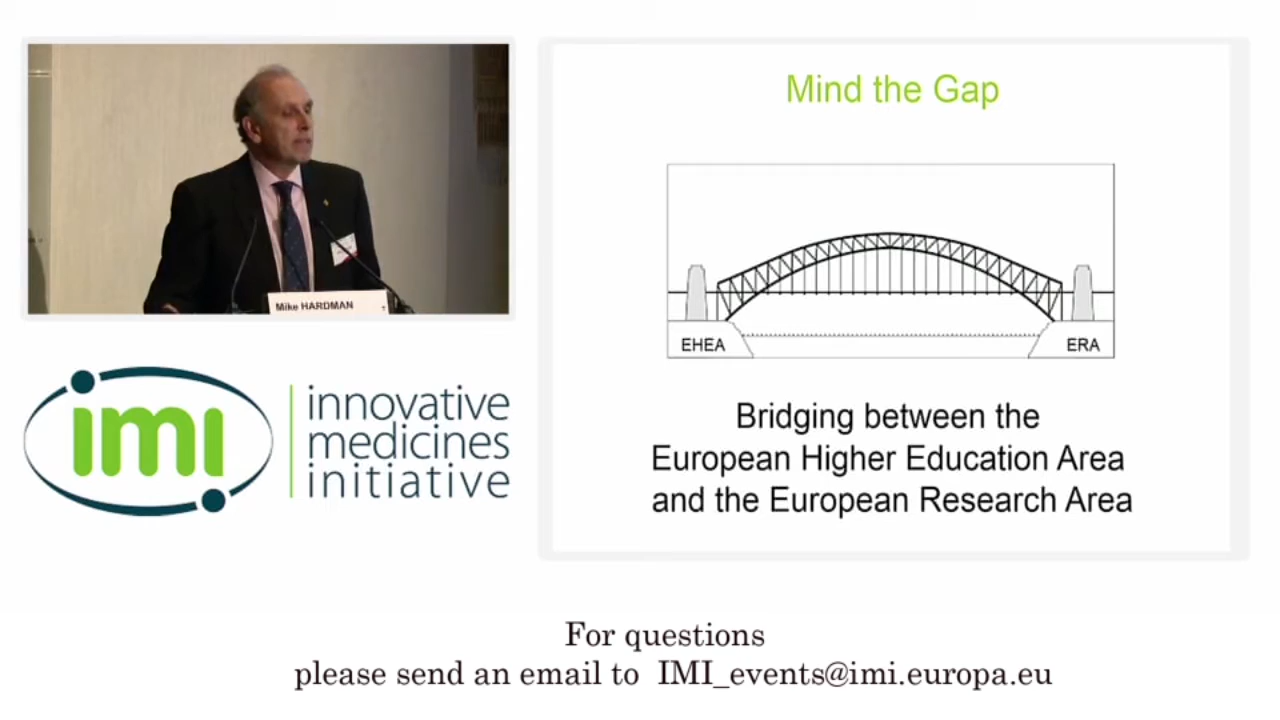 Mind the Gap
Mike HARDMAN
EHEA
ERA
imi
innovative
medicines
initiative
Bridging between the
European Higher Education Area
and the European Research Area
For questions
please send an email to IMI_events@imi.europa.eu